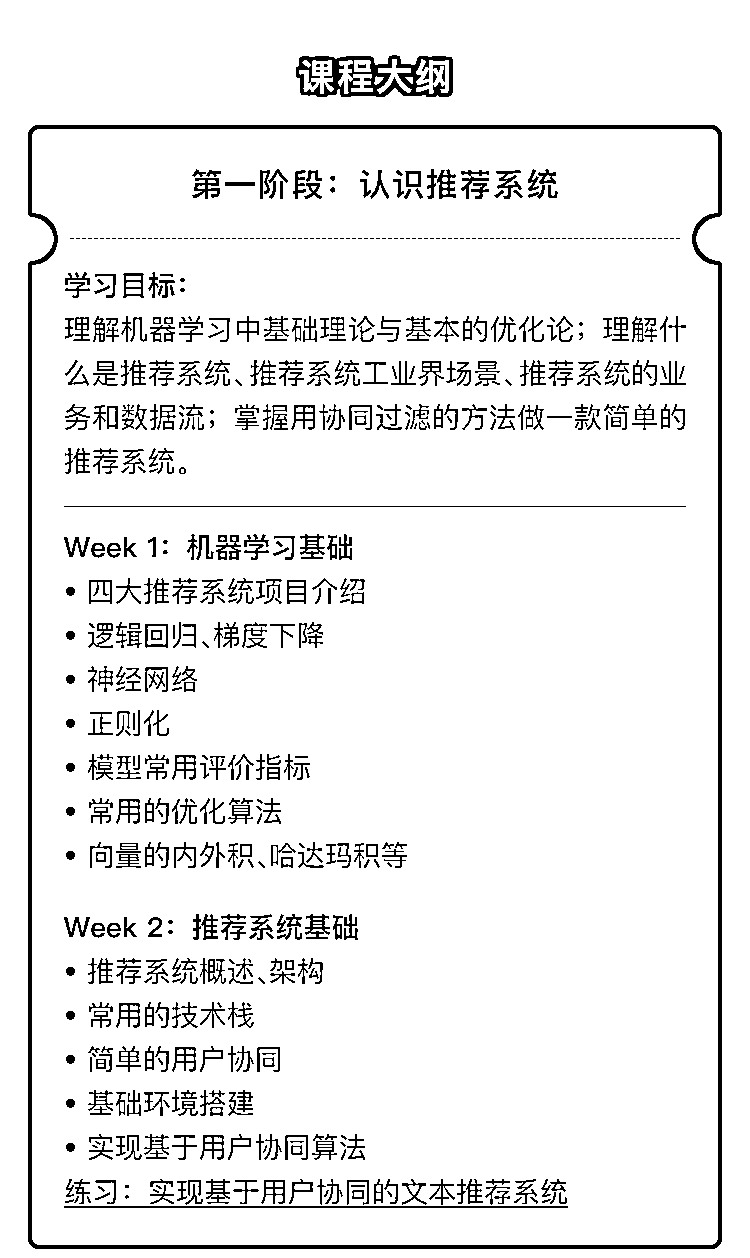 课程大纲
第一阶段：认识推荐系统
学习目标：
理解机器学习中基础理论与基本的优化论；理解什
么是推荐系统、推荐系统工业界场景、推荐系统的业
务和数据流；掌握用协同过滤的方法做一款简单的
推荐系统。
Week 1：机器学习基础
• 四大推荐系统项目介绍
• 逻辑回归、梯度下降
• 神经网络
• 正则化
• 模型常用评价指标
• 常用的优化算法
• 向量的内外积、哈达玛积等
Week 2：推荐系统基础
• 推荐系统概述、架构
• 常用的技术栈
• 简单的用户协同
• 基础环境搭建
• 实现基于用户协同算法
练习：实现基于用户协同的文本推荐系统